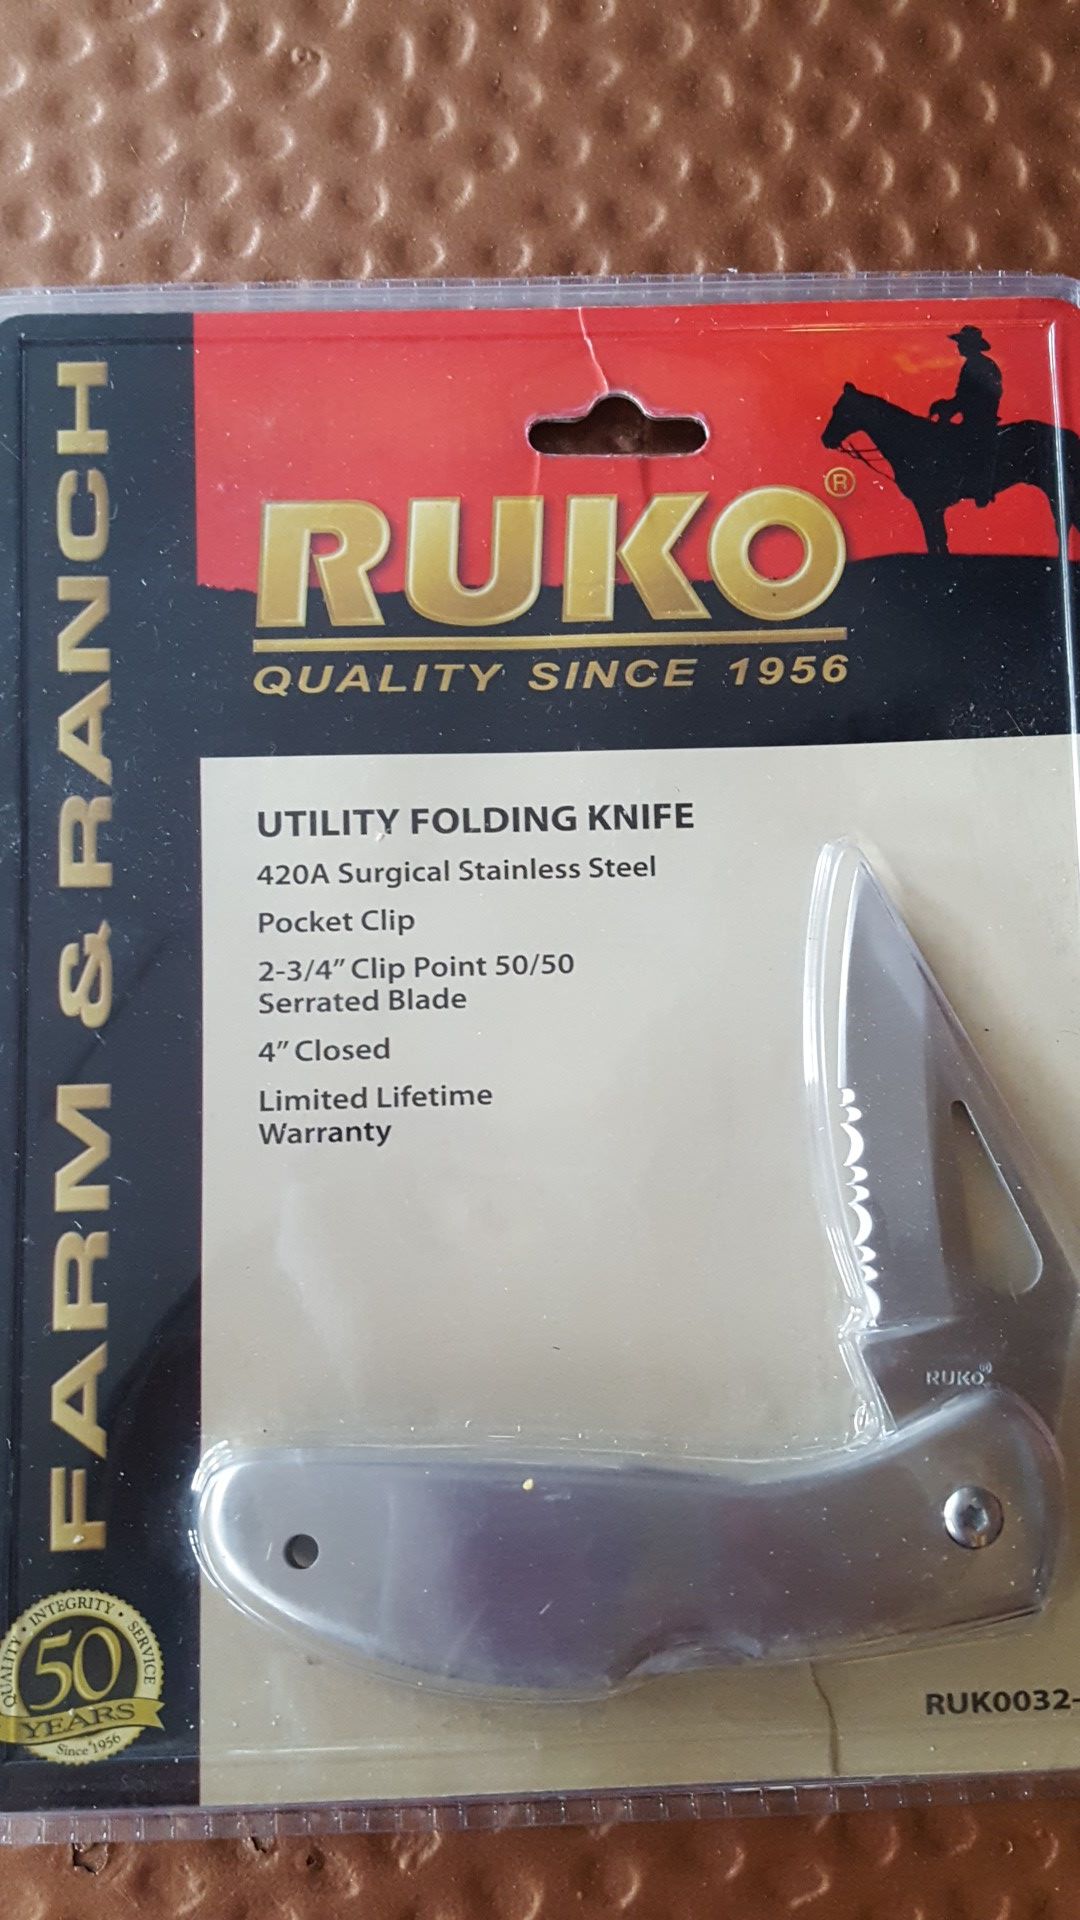 FARM & RANCH
RUKO®
QUALITY SINCE 1956
UTILITY FOLDING KNIFE
420A Surgical Stainless Steel
Pocket Clip
2-3/4” Clip Point 50/50
Serrated Blade
4” Closed
Limited Lifetime
Warranty
RUKO®
QUALITY • INTEGRITY • SERVICE
50
YEARS
Since 1956
RUK0032-